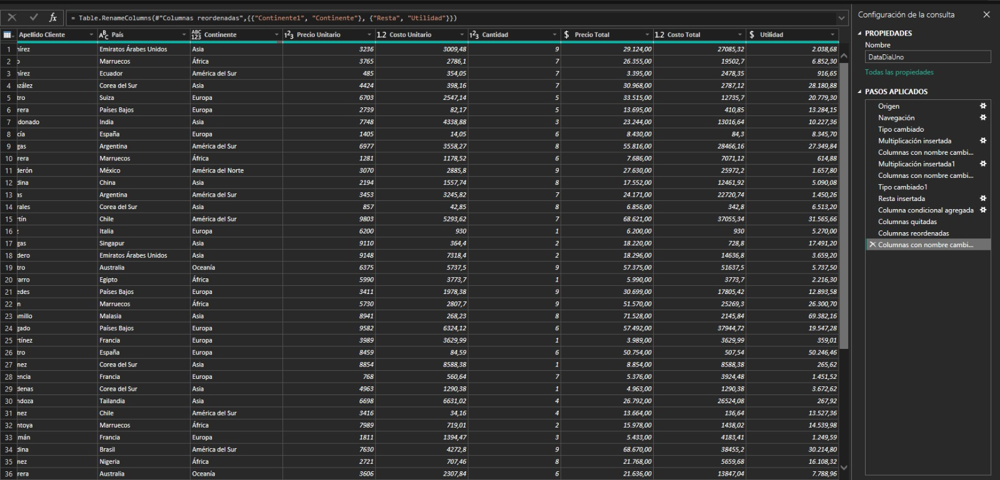 = Table.RenameColumns(#"Columnas reordenadas",{{"Continente1", "Continente"}, {"Resta", "Utilidad"}})
Apellido Cliente País Continente Precio Unitario Costo Unitario Cantidad Precio Total Costo Total Utilidad
1 nírez Emiratos Árabes Unidos Asia 3236 3009,48 9 29.124,00 27085,32 2.038,68
2 o Marruecos África 3765 2786,1 7 26.355,00 19502,7 6.852,30
3 nírez Ecuador América del Sur 485 354,05 7 3.395,00 2478,35 916,65
4 nzález Corea del Sur Asia 4424 398,16 7 30.968,00 2787,12 28.180,88
5 tro Suiza Europa 6703 2547,14 5 33.515,00 12735,7 20.779,30
6 rera Países Bajos Europa 2739 82,17 5 13.695,00 410,85 13.284,15
7 donado India Asia 7748 4338,88 3 23.244,00 13016,64 10.227,36
8 cía España Europa 1405 14,05 6 8.430,00 84,3 8.345,70
9 gas Argentina América del Sur 6977 3558,27 8 55.816,00 28466,16 27.349,84
10 rera Marruecos África 1281 1178,52 6 7.686,00 7071,12 614,88
11 derón México América del Norte 3070 2885,8 9 27.630,00 25972,2 1.657,80
12 dina China Asia 2194 1557,74 8 17.552,00 12461,92 5.090,08
13 as Argentina América del Sur 3453 3245,82 7 24.171,00 22720,74 1.450,26
14 rales Corea del Sur Asia 857 42,85 8 6.856,00 342,8 6.513,20
15 rtín Chile América del Sur 9803 5293,62 7 68.621,00 37055,34 31.565,66
16 z Italia Europa 6200 930 1 6.200,00 930 5.270,00
17 gas Singapur Asia 9110 364,4 2 18.220,00 728,8 17.491,20
18 dero Emiratos Árabes Unidos Asia 9148 7318,4 2 18.296,00 14636,8 3.659,20
19 tro Australia Oceanía 6375 5737,5 9 57.375,00 51637,5 5.737,50
20 arro Egipto África 5990 3773,7 1 5.990,00 3773,7 2.216,30
21 edes Países Bajos Europa 3411 1978,38 9 30.699,00 17805,42 12.893,58
22 n Marruecos África 5730 2807,7 9 51.570,00 25269,3 26.300,70
23 millo Malasia Asia 8941 268,23 8 71.528,00 2145,84 69.382,16
24 gado Países Bajos Europa 9582 6324,12 6 57.492,00 37944,72 19.547,28
25 rtínez Francia Europa 3989 3629,99 1 3.989,00 3629,99 359,01
26 tro España Europa 8459 84,59 6 50.754,00 507,54 50.246,46
27 nez Corea del Sur Asia 8854 8588,38 1 8.854,00 8588,38 265,62
28 encia Francia Europa 768 560,64 7 5.376,00 3924,48 1.451,52
29 denas Corea del Sur Asia 4963 1290,38 1 4.963,00 1290,38 3.672,62
30 ndoza Tailandia Asia 6698 6631,02 4 26.792,00 26524,08 267,92
31 nez Chile América del Sur 3416 34,16 4 13.664,00 136,64 13.527,36
32 ntoya Marruecos África 7989 719,01 2 15.978,00 1438,02 14.539,98
33 mán Francia Europa 1811 1394,47 3 5.433,00 4183,41 1.249,59
34 dina Brasil América del Sur 7630 4272,8 9 68.670,00 38455,2 30.214,80
35 nez Nigeria África 2721 707,46 8 21.768,00 5659,68 16.108,32
36 rera Australia Oceanía 3606 2307,84 6 21.636,00 13847,04 7.788,96
Configuración de la consulta
PROPIEDADES
Nombre
DataDiaUno
Todas las propiedades
PASOS APLICADOS
Origen
Navegación
Tipo cambiado
Multiplicación insertada
Columnas con nombre cambi...
Multiplicación insertada1
Columnas con nombre cambi...
Tipo cambiado1
Resta insertada
Columna condicional agregada
Columnas quitadas
Columnas reordenadas
Columnas con nombre cambi...